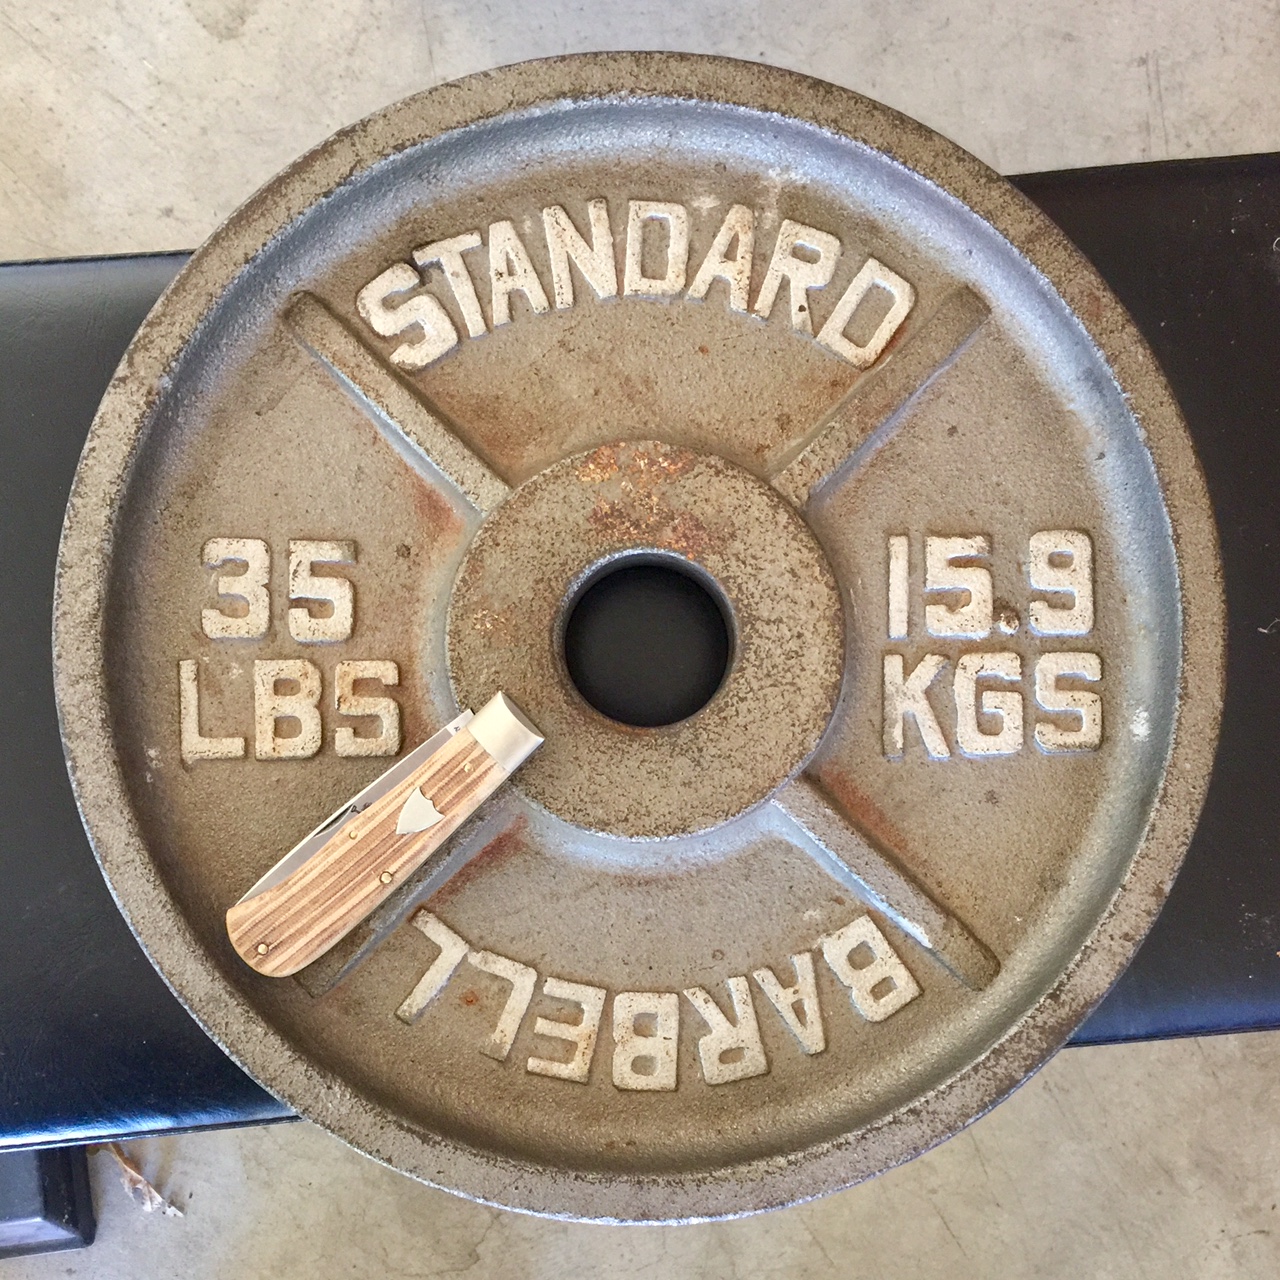 STANDARD
35
LBS
15.9
KGS
BARBELL